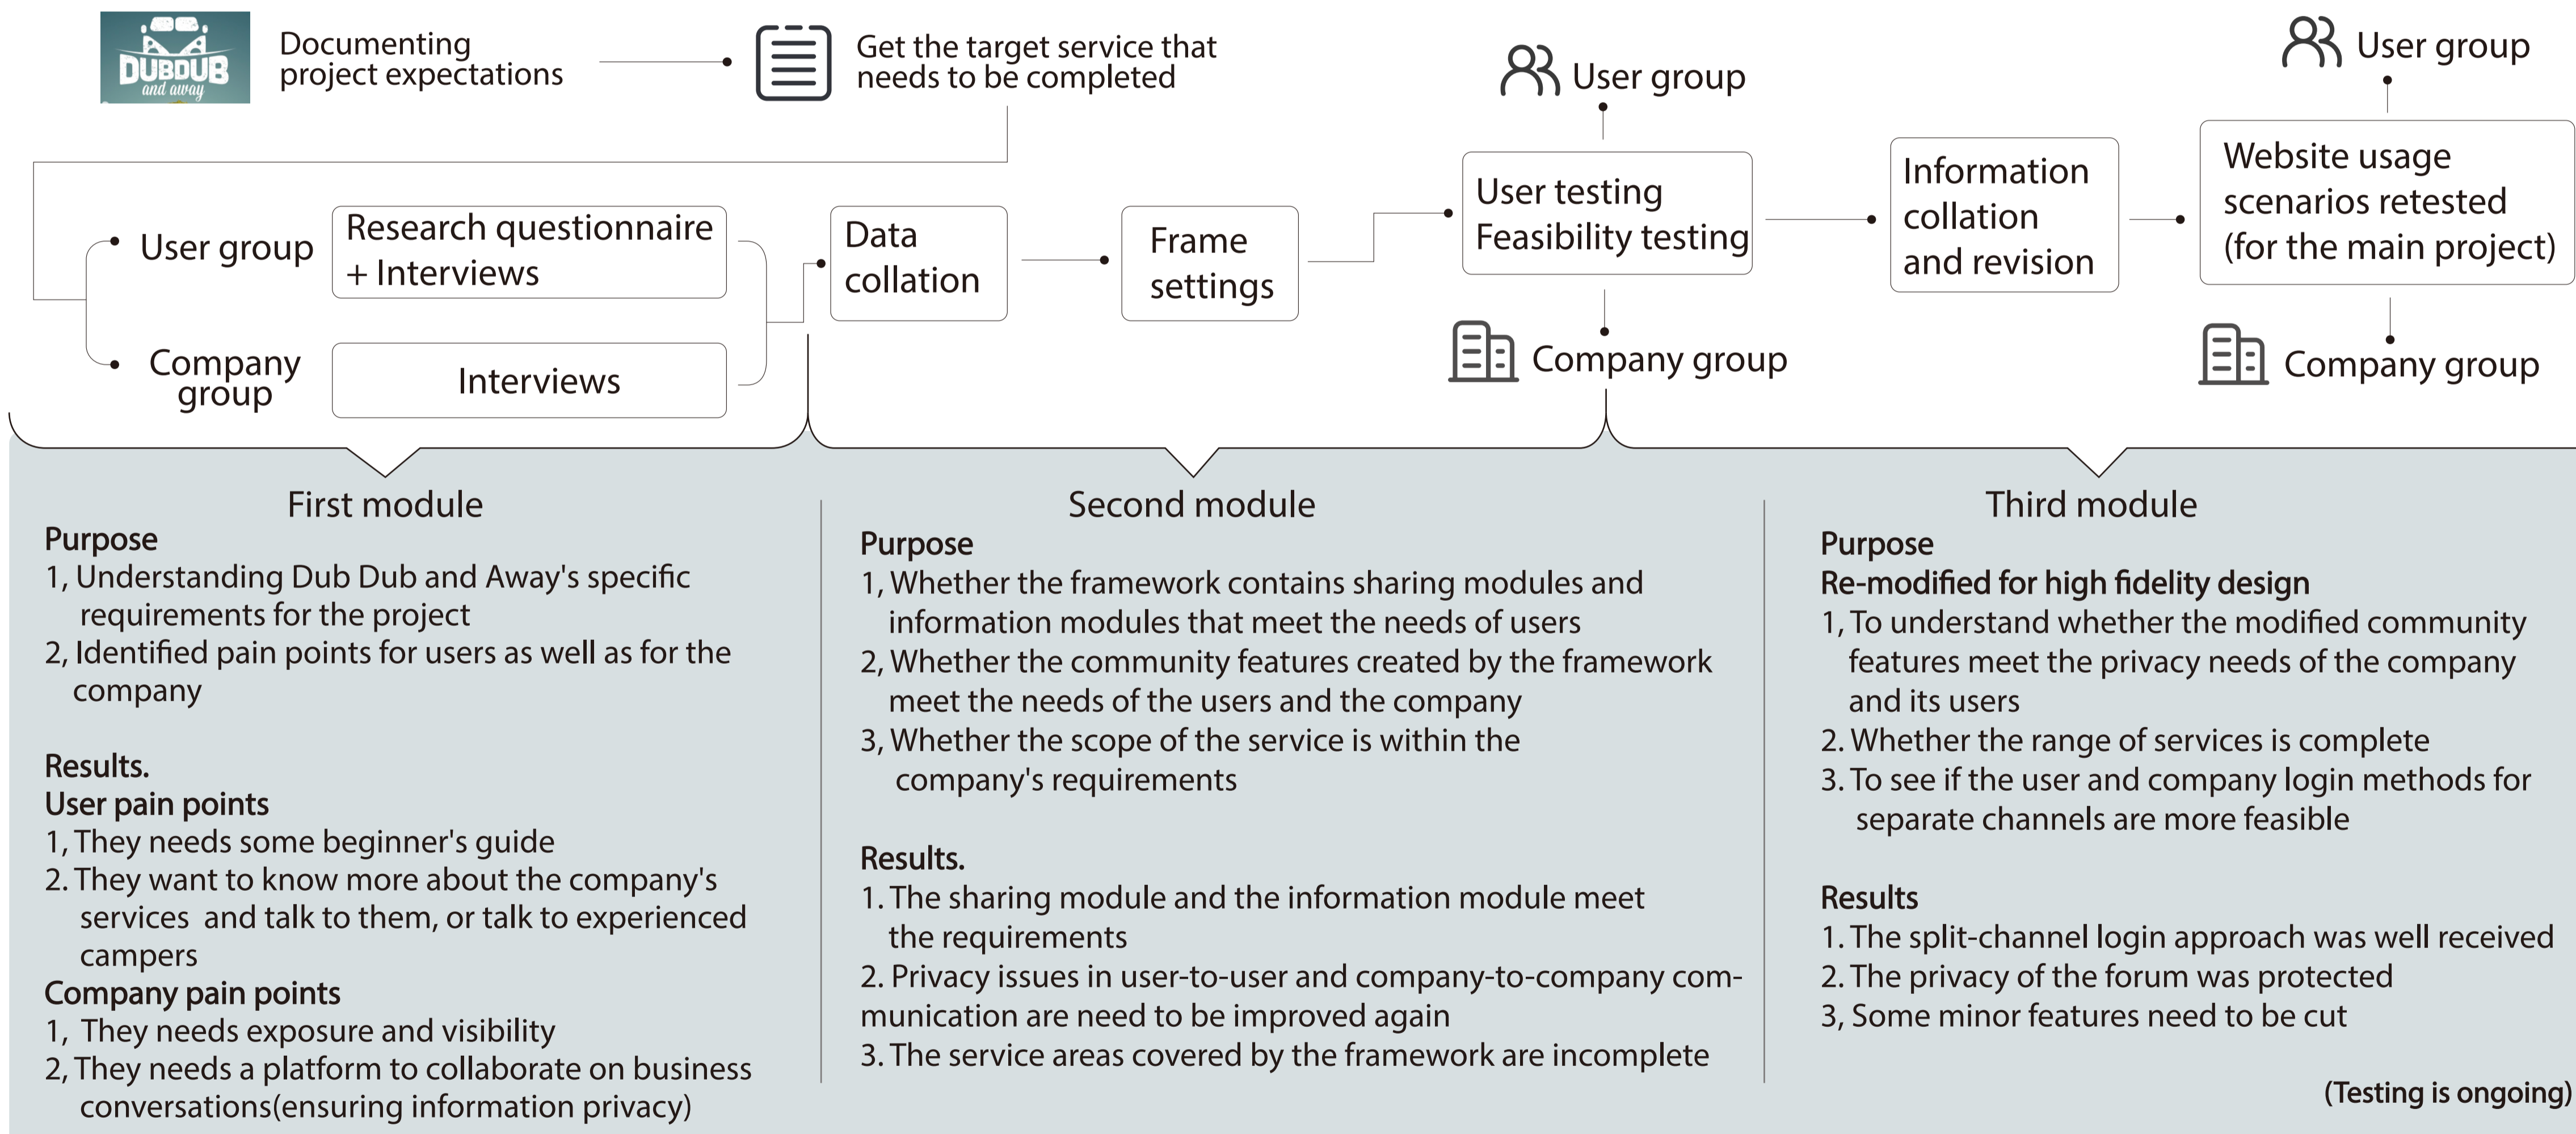 DUBDUB
and away
Documenting
project expectations
Get the target service that
needs to be completed
User group
User group
User group
Research questionnaire
+ Interviews
Company
group
Interviews
Data
collation
Frame
settings
User testing
Feasibility testing
Company group
Information
collation
and revision
Website usage
scenarios retested
(for the main project)
Company group
First module
Purpose
1, Understanding Dub Dub and Away's specific
requirements for the project
2, Identified pain points for users as well as for the
company
Results.
User pain points
1, They needs some beginner's guide
2. They want to know more about the company's
services and talk to them, or talk to experienced
campers
Company pain points
1, They needs exposure and visibility
2, They needs a platform to collaborate on business
conversations(ensuring information privacy)
Second module
Purpose
1, Whether the framework contains sharing modules and
information modules that meet the needs of users
2, Whether the community features created by the framework
meet the needs of the users and the company
3, Whether the scope of the service is within the
company's requirements
Results.
1. The sharing module and the information module meet
the requirements
2. Privacy issues in user-to-user and company-to-company com-
munication are need to be improved again
3. The service areas covered by the framework are incomplete
Third module
Purpose
Re-modified for high fidelity design
1, To understand whether the modified community
features meet the privacy needs of the company
and its users
2. Whether the range of services is complete
3. To see if the user and company login methods for
separate channels are more feasible
Results
1. The split-channel login approach was well received
2. The privacy of the forum was protected
3, Some minor features need to be cut
(Testing is ongoing)